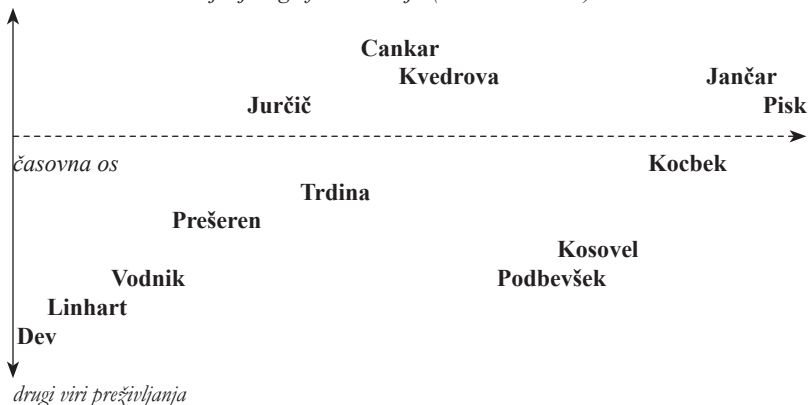 Cankar
Kvedrova Jančar
Jurčič Pisk
časovna os Kocbek
Trdina
Prešeren
Kosovel
Vodnik Podbevšek
Linhart
Dev
drugi viri preživljanja